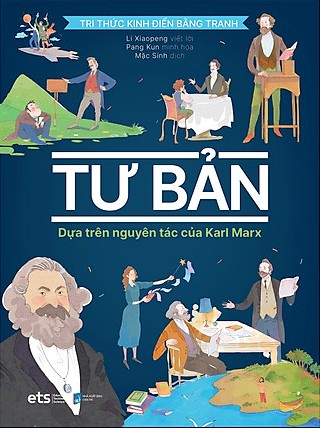 TRI THỨC KINH ĐIỂN BẰNG TRANH
Li Xiaopeng viết lời
Pang Kun minh họa
Mặc Sinh dịch
TƯ BẢN
Dựa trên nguyên tác của Karl Marx
ets